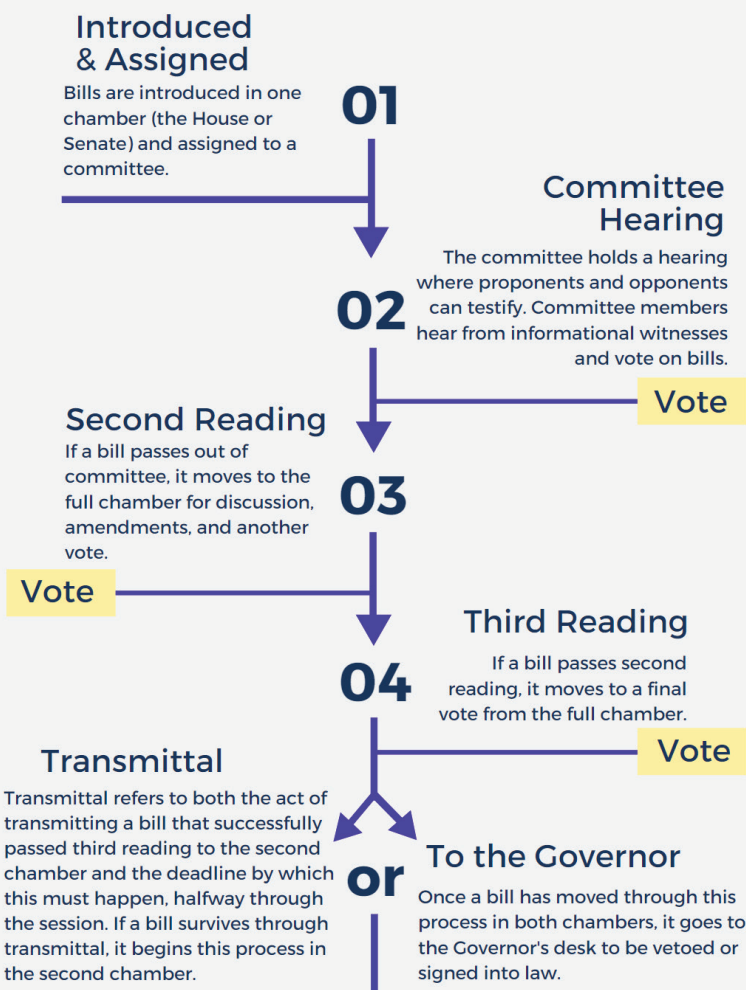 Introduced
& Assigned
Bills are introduced in one
chamber (the House or
Senate) and assigned to a
committee.
01
Committee
Hearing
The committee holds a hearing
where proponents and opponents
can testify. Committee members
hear from informational witnesses
and vote on bills.
02
Vote
Second Reading
If a bill passes out of
committee, it moves to the
full chamber for discussion,
amendments, and another
vote.
03
Vote
Third Reading
If a bill passes second
reading, it moves to a final
vote from the full chamber.
04
Vote
Transmittal
Transmittal refers to both the act of
transmitting a bill that successfully
passed third reading to the second
chamber and the deadline by which
this must happen, halfway through
the session. If a bill survives through
transmittal, it begins this process in
the second chamber.
or
To the Governor
Once a bill has moved through this
process in both chambers, it goes to
the Governor's desk to be vetoed or
signed into law.